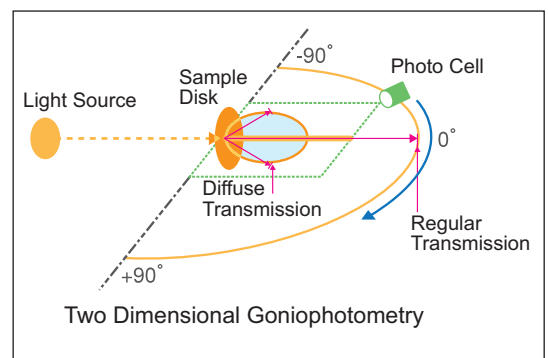 -90°
Photo Cell
Sample
Disk
Light Source
0°
Diffuse
Transmission
Regular
Transmission
+90°
Two Dimensional Goniophotometry